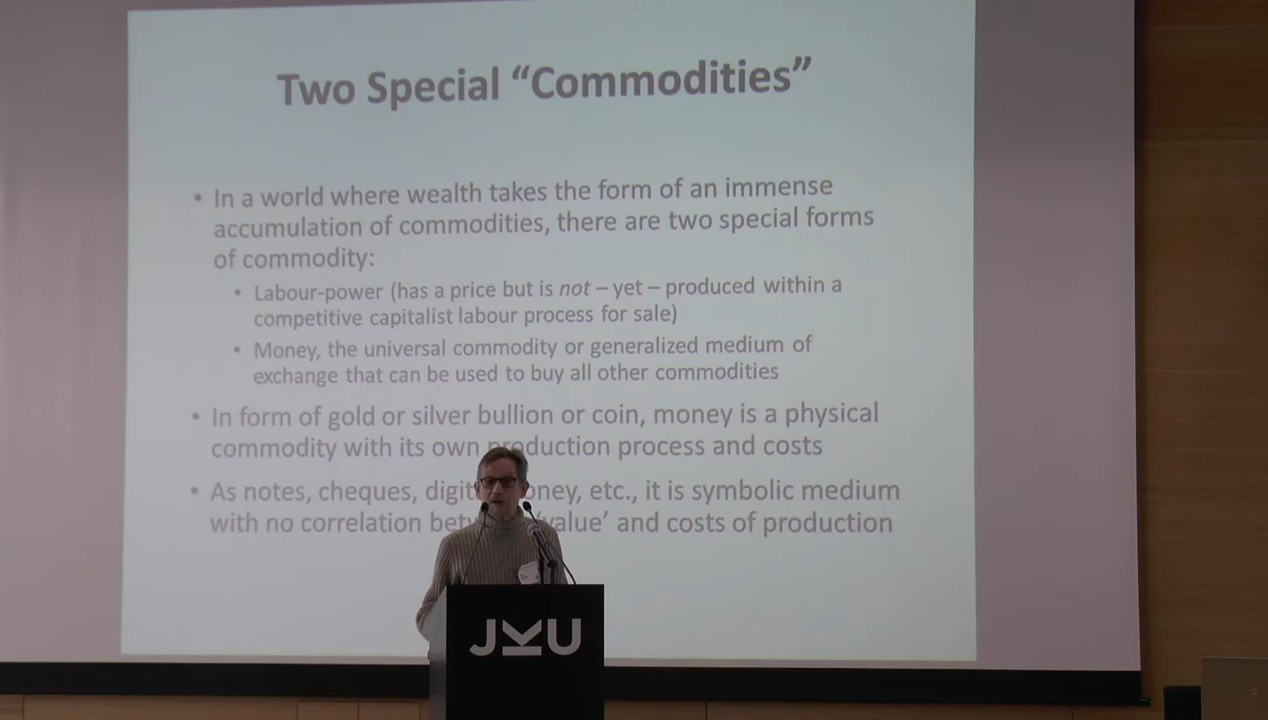 Two Special “Commodities”
• In a world where wealth takes the form of an immense
accumulation of commodities, there are two special forms
of commodity:
• Labour-power (has a price but is not – yet – produced within a
competitive capitalist labour process for sale)
• Money, the universal commodity or generalized medium of
exchange that can be used to buy all other commodities
• In form of gold or silver bullion or coin, money is a physical
commodity with its own production process and costs
• As notes, cheques, etc., it is symbolic medium
with no correlation ‘value’ and costs of production
JKU